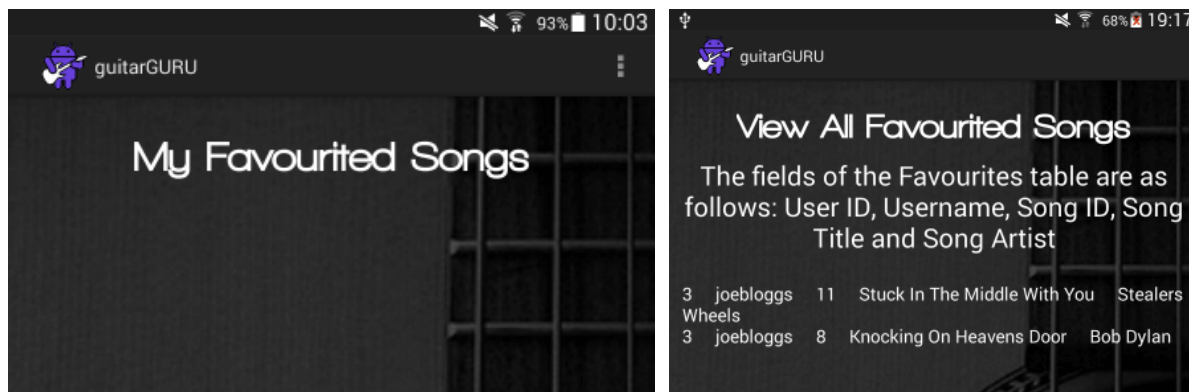 93% 10:03
guitarGURU
My Favourited Songs
68% 19:17
guitarGURU
View All Favourited Songs
The fields of the Favourites table are as
follows: User ID, Username, Song ID, Song
Title and Song Artist
3 joebloggs 11 Stuck In The Middle With You Stealers
Wheels
3 joebloggs 8 Knocking On Heavens Door Bob Dylan